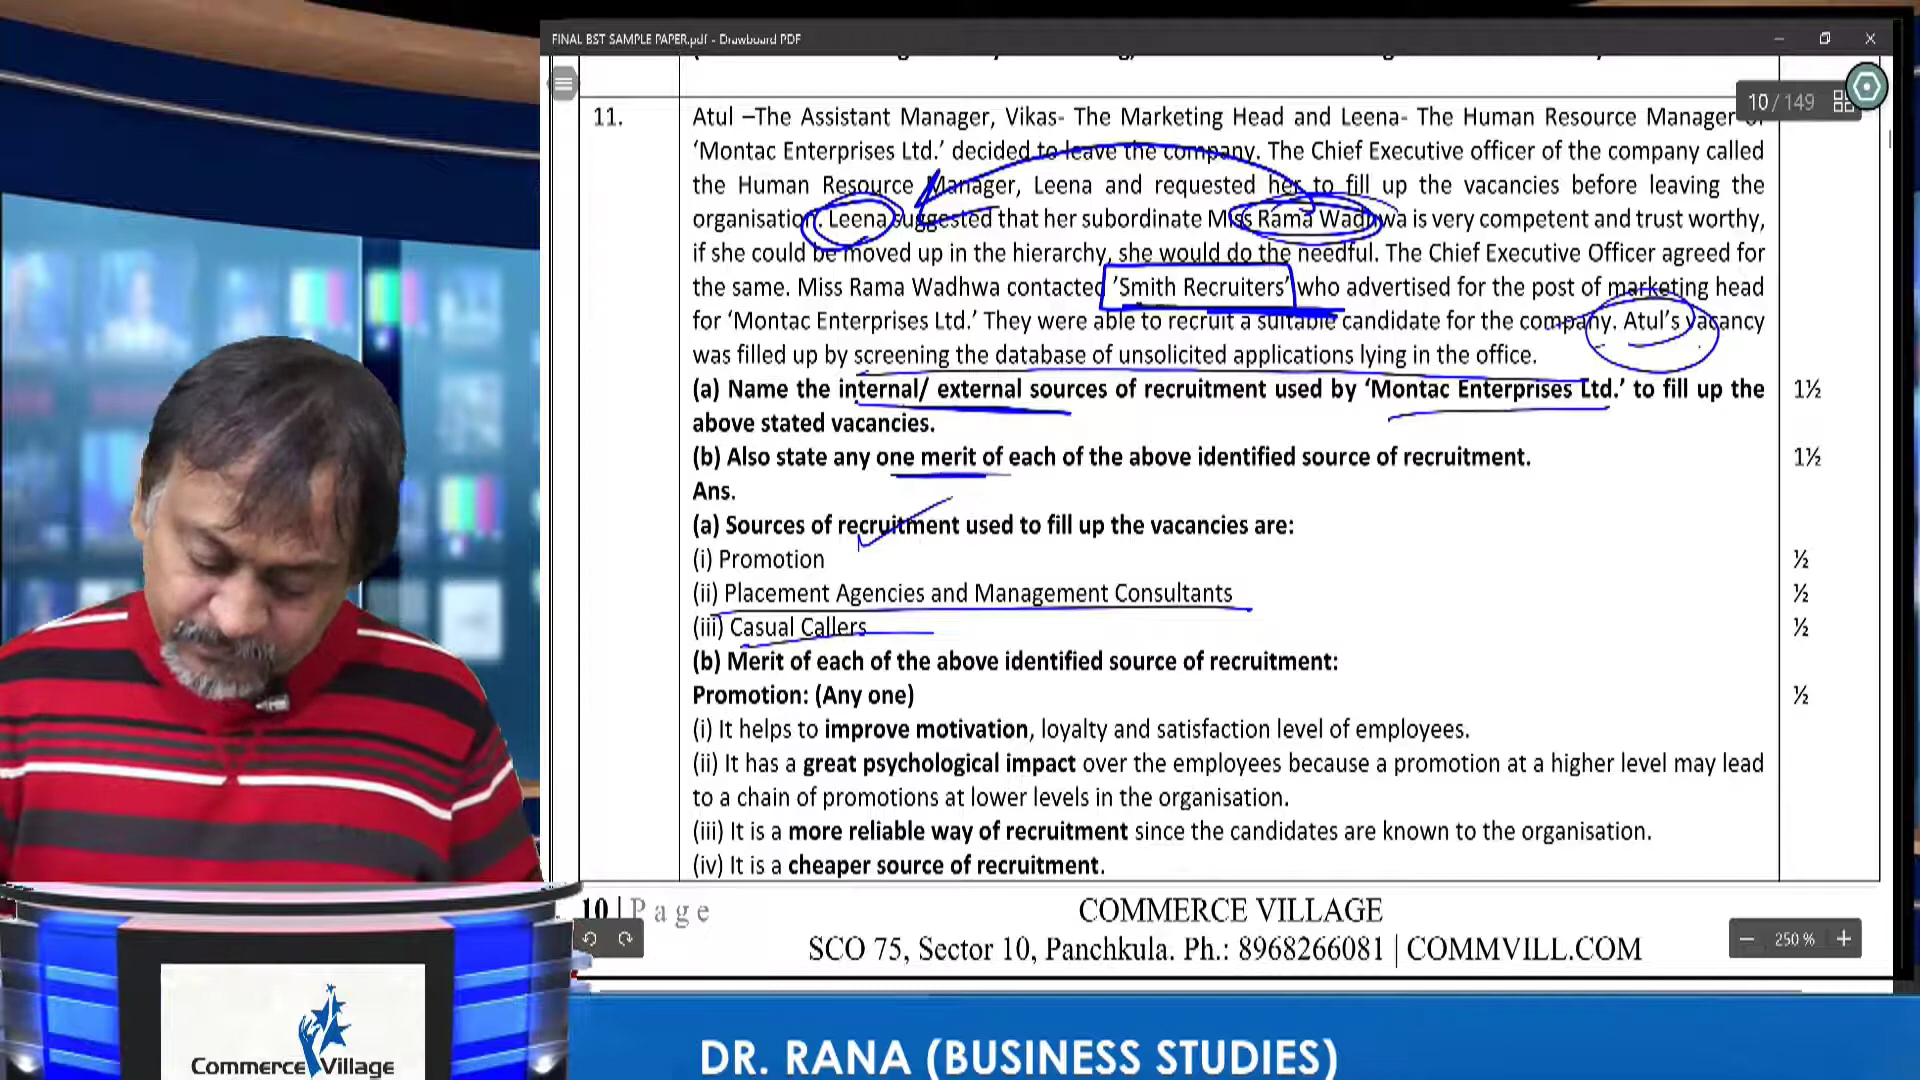 FINAL BST SAMPLE PAPER.pdf - Drawboard PDF
10 / 149
11.
Atul –The Assistant Manager, Vikas- The Marketing Head and Leena- The Human Resource Manager of
‘Montac Enterprises Ltd.’ decided to leave the company. The Chief Executive officer of the company called
the Human Resource Manager, Leena and requested her to fill up the vacancies before leaving the
organisation. Leena suggested that her subordinate Miss Rama Wadhwa is very competent and trust worthy,
if she could be moved up in the hierarchy, she would do the needful. The Chief Executive Officer agreed for
the same. Miss Rama Wadhwa contacted ’Smith Recruiters’ who advertised for the post of marketing head
for ‘Montac Enterprises Ltd.’ They were able to recruit a suitable candidate for the company. Atul’s vacancy
was filled up by screening the database of unsolicited applications lying in the office.
(a) Name the internal/ external sources of recruitment used by ‘Montac Enterprises Ltd.’ to fill up the 1½
above stated vacancies.
(b) Also state any one merit of each of the above identified source of recruitment. 1½
Ans.
(a) Sources of recruitment used to fill up the vacancies are:
(i) Promotion ½
(ii) Placement Agencies and Management Consultants ½
(iii) Casual Callers ½
(b) Merit of each of the above identified source of recruitment:
Promotion: (Any one) ½
(i) It helps to improve motivation, loyalty and satisfaction level of employees.
(ii) It has a great psychological impact over the employees because a promotion at a higher level may lead
to a chain of promotions at lower levels in the organisation.
(iii) It is a more reliable way of recruitment since the candidates are known to the organisation.
(iv) It is a cheaper source of recruitment.
10 | Page
COMMERCE VILLAGE
SCO 75, Sector 10, Panchkula. Ph.: 8968266081 | COMMVILL.COM
250 %
Commerce Village
DR. RANA (BUSINESS STUDIES)